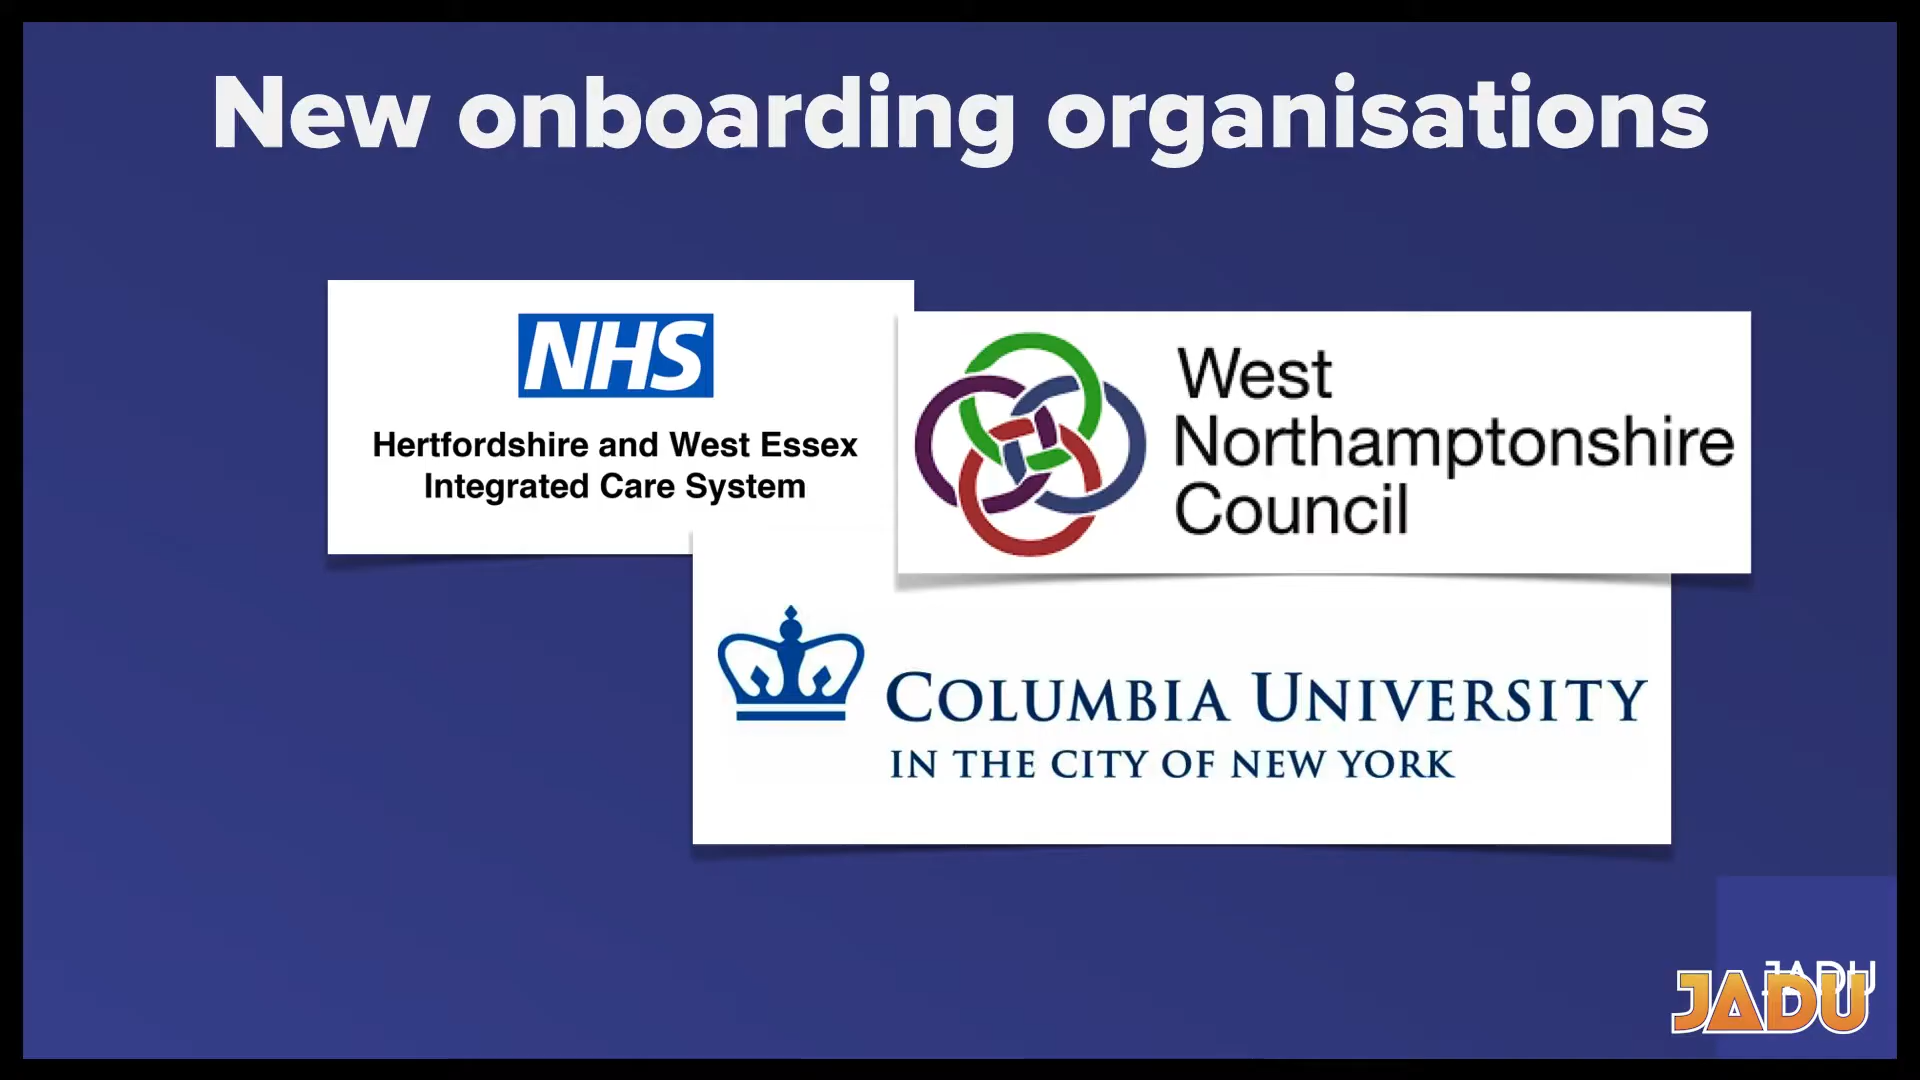 New onboarding organisations
NHS
Hertfordshire and West Essex
Integrated Care System
West
Northamptonshire
Council
COLUMBIA UNIVERSITY
IN THE CITY OF NEW YORK
JADU
JADU